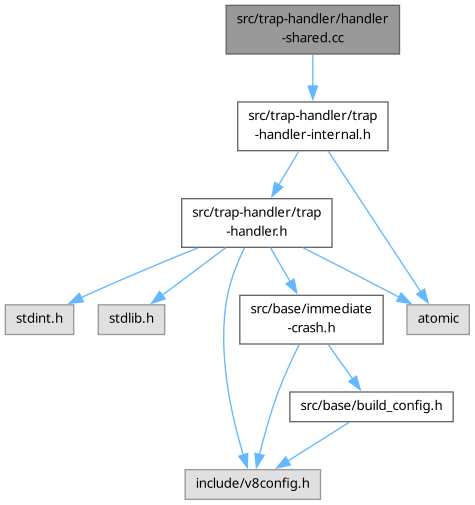 src/trap-handler/handler
-shared.cc
src/trap-handler/trap
-handler-internal.h
src/trap-handler/trap
-handler.h
stdint.h
stdlib.h
src/base/immediate
-crash.h
atomic
src/base/build_config.h
include/v8config.h